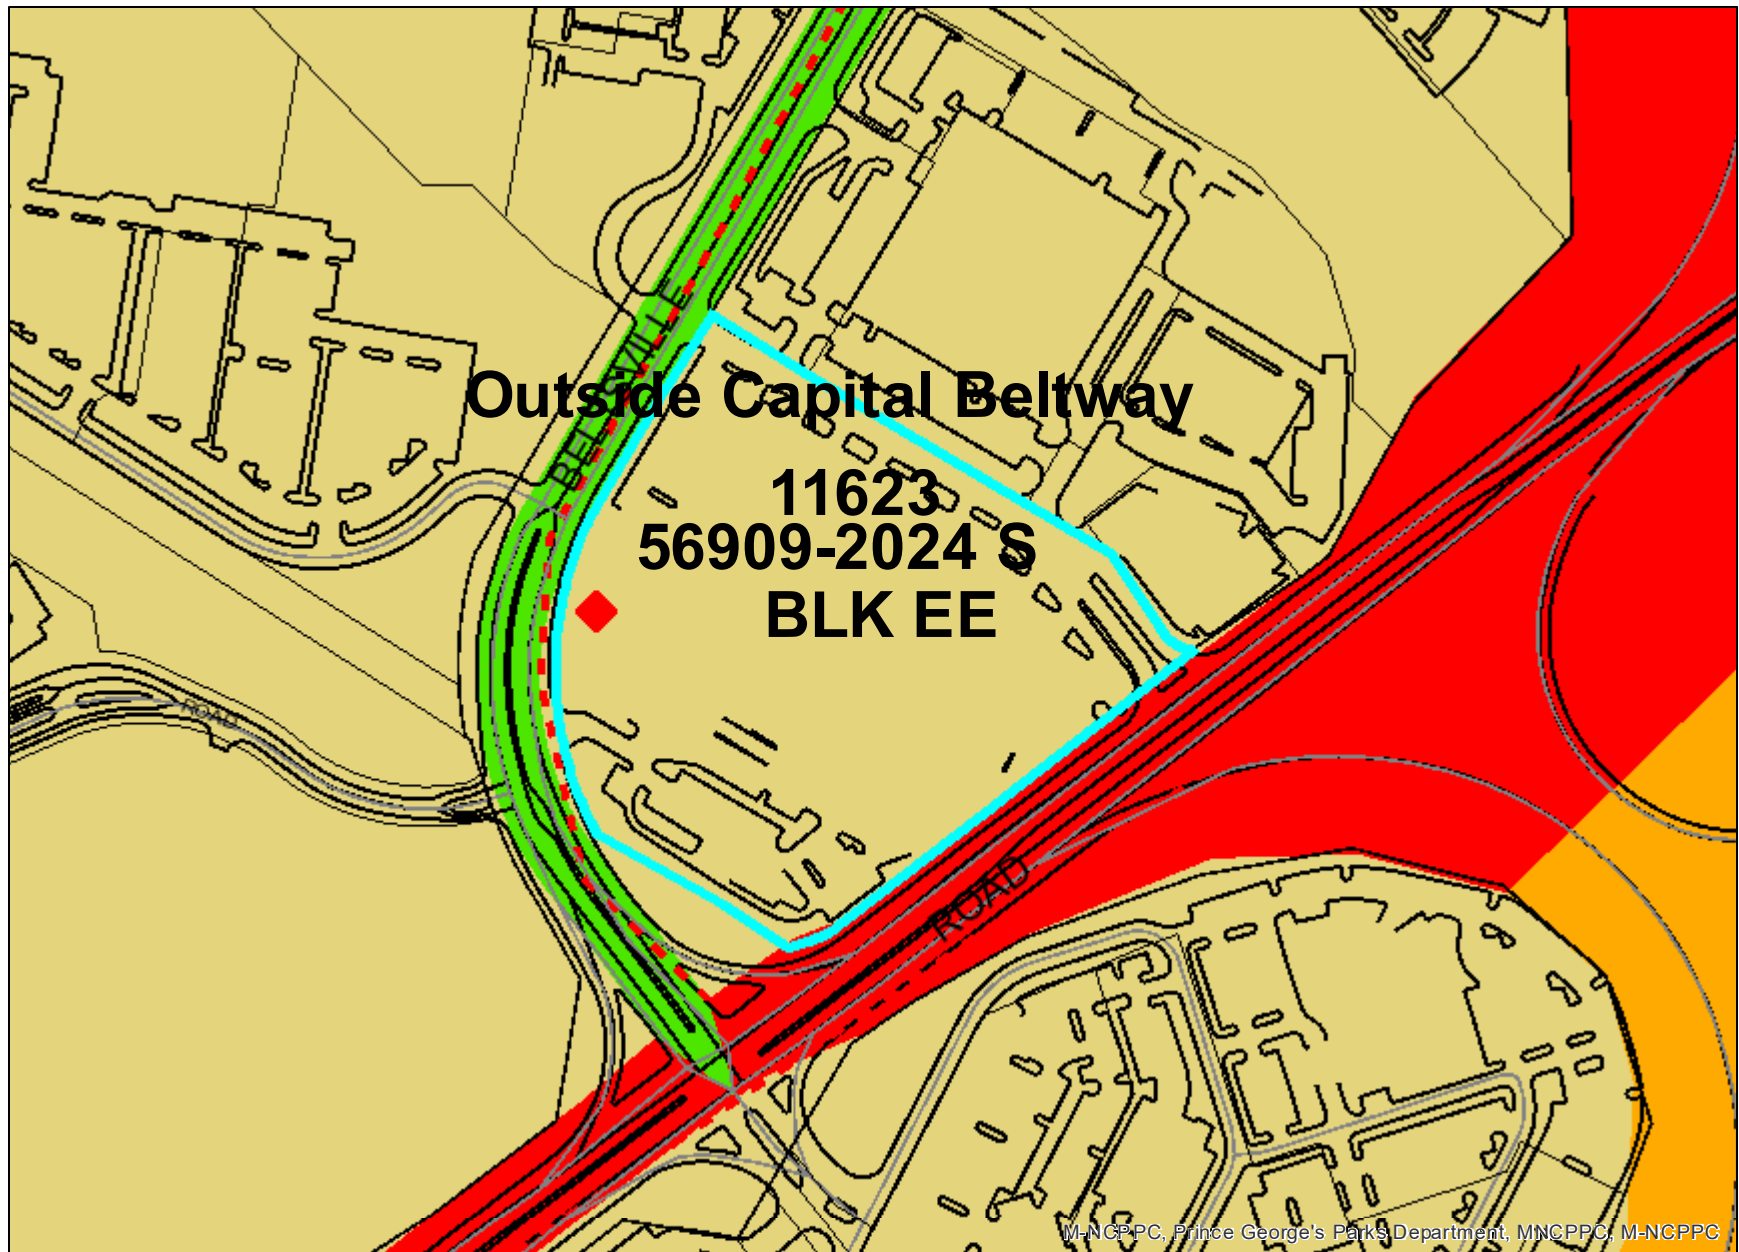 BELTSVILLE
Outside Capital Beltway
11623
56909-2024 S
BLK EE
ROAD
ROAD
M-NCPPC, Prince George's Parks Department, MNCPPC, M-NCPPC